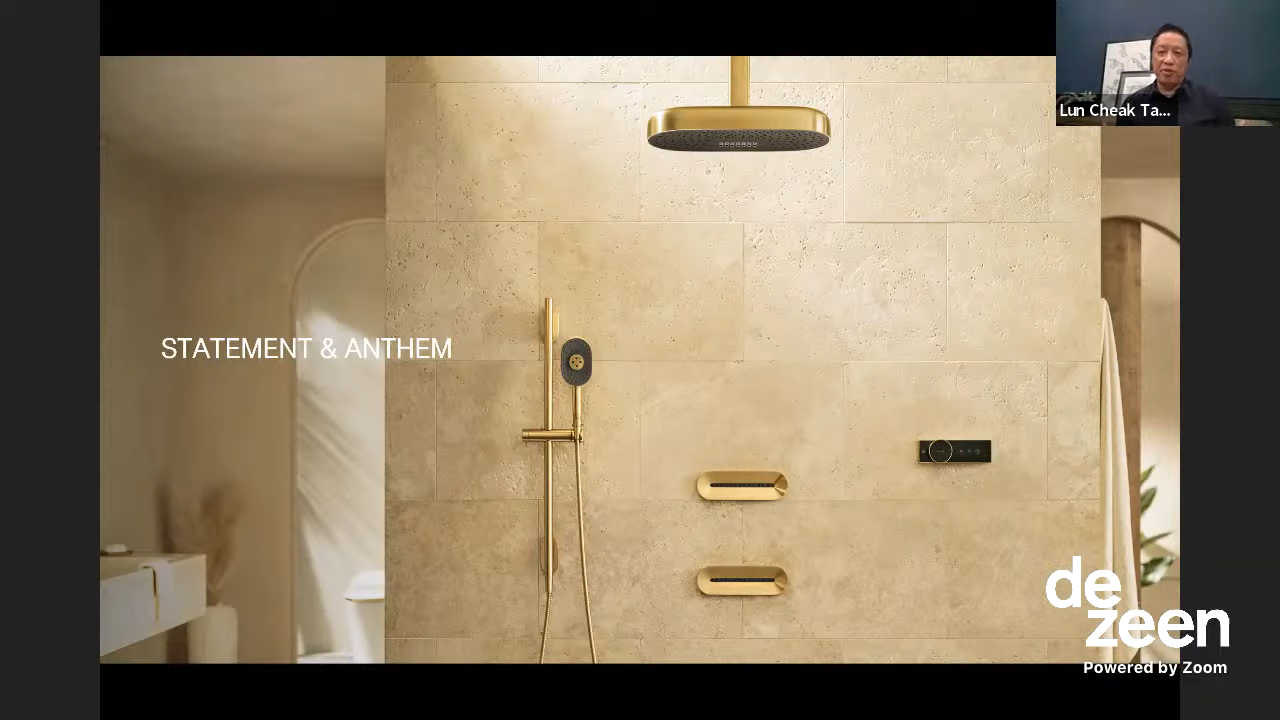 Lun Cheak Ta...
STATEMENT & ANTHEM
de
zeen
Powered by Zoom